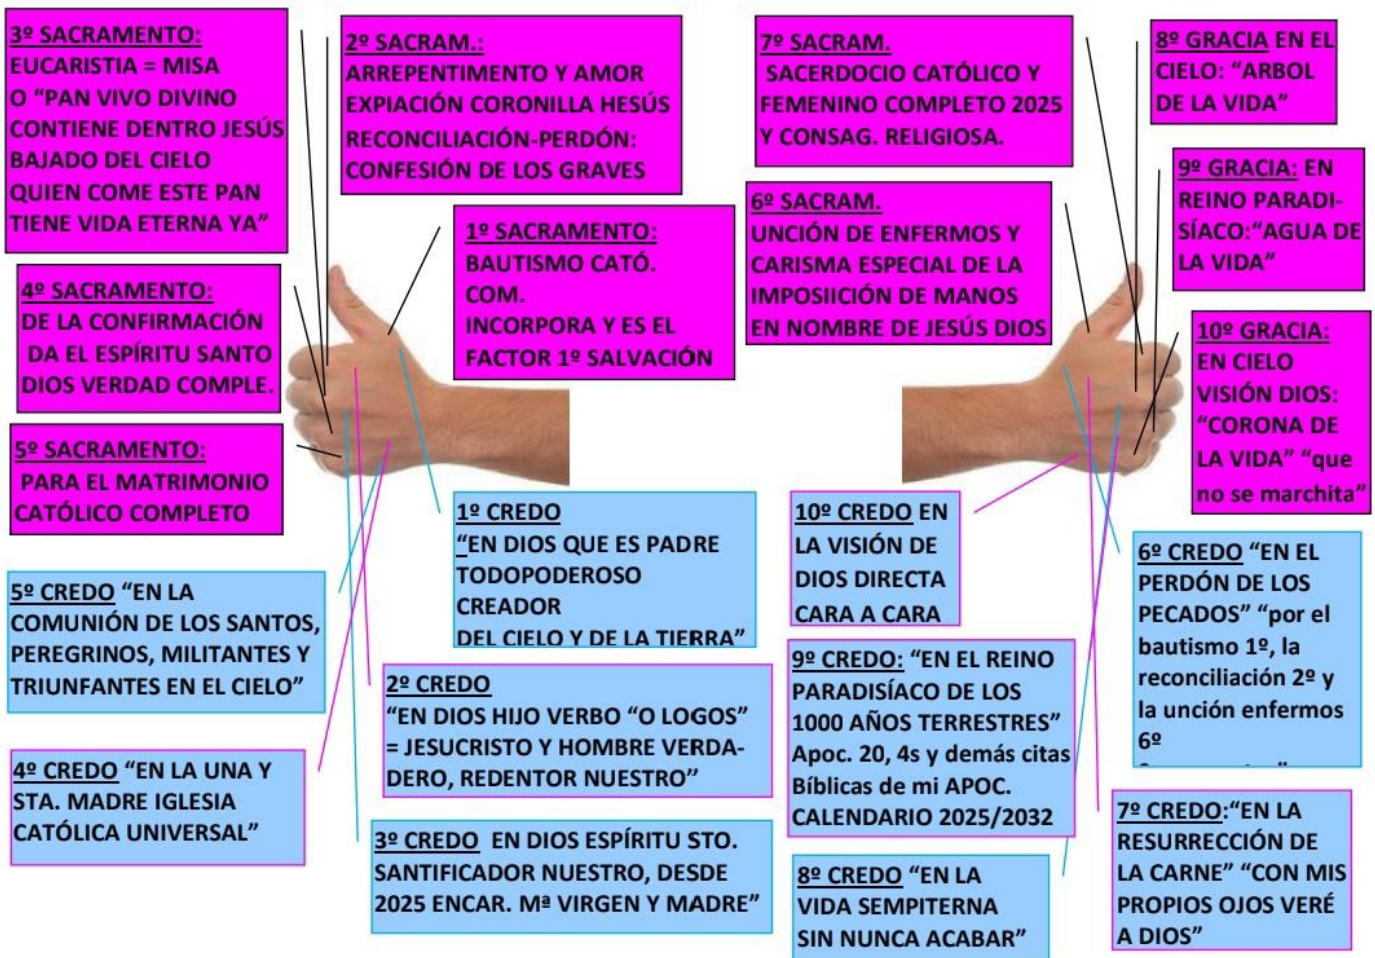 3º SACRAMENTO:
EUCARISTIA = MISA
O “PAN VIVO DIVINO
CONTIENE DENTRO JESÚS
BAJADO DEL CIELO
QUIEN COME ESTE PAN
TIENE VIDA ETERNA YA”
2º SACRAM.:
ARREPENTIMENTO Y AMOR
EXPIACIÓN CORONILLA HESÚS
RECONCILIACIÓN-PERDÓN:
CONFESIÓN DE LOS GRAVES
7º SACRAM.
SACERDOCIO CATÓLICO Y
FEMENINO COMPLETO 2025
Y CONSAG. RELIGIOSA.
8º GRACIA EN EL
CIELO: “ARBOL
DE LA VIDA”
9º GRACIA: EN
REINO PARADI-
SÍACO:“AGUA DE
LA VIDA”
1º SACRAMENTO:
BAUTISMO CATÓ.
COM.
INCORPORA Y ES EL
FACTOR 1º SALVACIÓN
6º SACRAM.
UNCIÓN DE ENFERMOS Y
CARISMA ESPECIAL DE LA
IMPOSIICIÓN DE MANOS
EN NOMBRE DE JESÚS DIOS
4º SACRAMENTO:
DE LA CONFIRMACIÓN
DA EL ESPÍRITU SANTO
DIOS VERDAD COMPLE.
10º GRACIA:
EN CIELO
VISIÓN DIOS:
“CORONA DE
LA VIDA” “que
no se marchita”
5º SACRAMENTO:
PARA EL MATRIMONIO
CATÓLICO COMPLETO
1º CREDO
“EN DIOS QUE ES PADRE
TODOPODEROSO
CREADOR
DEL CIELO Y DE LA TIERRA”
10º CREDO EN
LA VISIÓN DE
DIOS DIRECTA
CARA A CARA
6º CREDO “EN EL
PERDÓN DE LOS
PECADOS” “por el
bautismo 1º, la
reconciliación 2º y
la unción enfermos
6º
5º CREDO “EN LA
COMUNIÓN DE LOS SANTOS,
PEREGRINOS, MILITANTES Y
TRIUNFANTES EN EL CIELO”
2º CREDO
“EN DIOS HIJO VERBO “O LOGOS”
= JESUCRISTO Y HOMBRE VERDA-
DERO, REDENTOR NUESTRO”
9º CREDO: “EN EL REINO
PARADISÍACO DE LOS
1000 AÑOS TERRESTRES”
Apoc. 20, 4s y demás citas
Bíblicas de mi APOC.
CALENDARIO 2025/2032
4º CREDO “EN LA UNA Y
STA. MADRE IGLESIA
CATÓLICA UNIVERSAL”
3º CREDO EN DIOS ESPÍRITU STO.
SANTIFICADOR NUESTRO, DESDE
2025 ENCAR. Mª VIRGEN Y MADRE”
8º CREDO “EN LA
VIDA SEMPITERNA
SIN NUNCA ACABAR”
7º CREDO:“EN LA
RESURRECCIÓN DE
LA CARNE” “CON MIS
PROPIOS OJOS VERÉ
A DIOS”